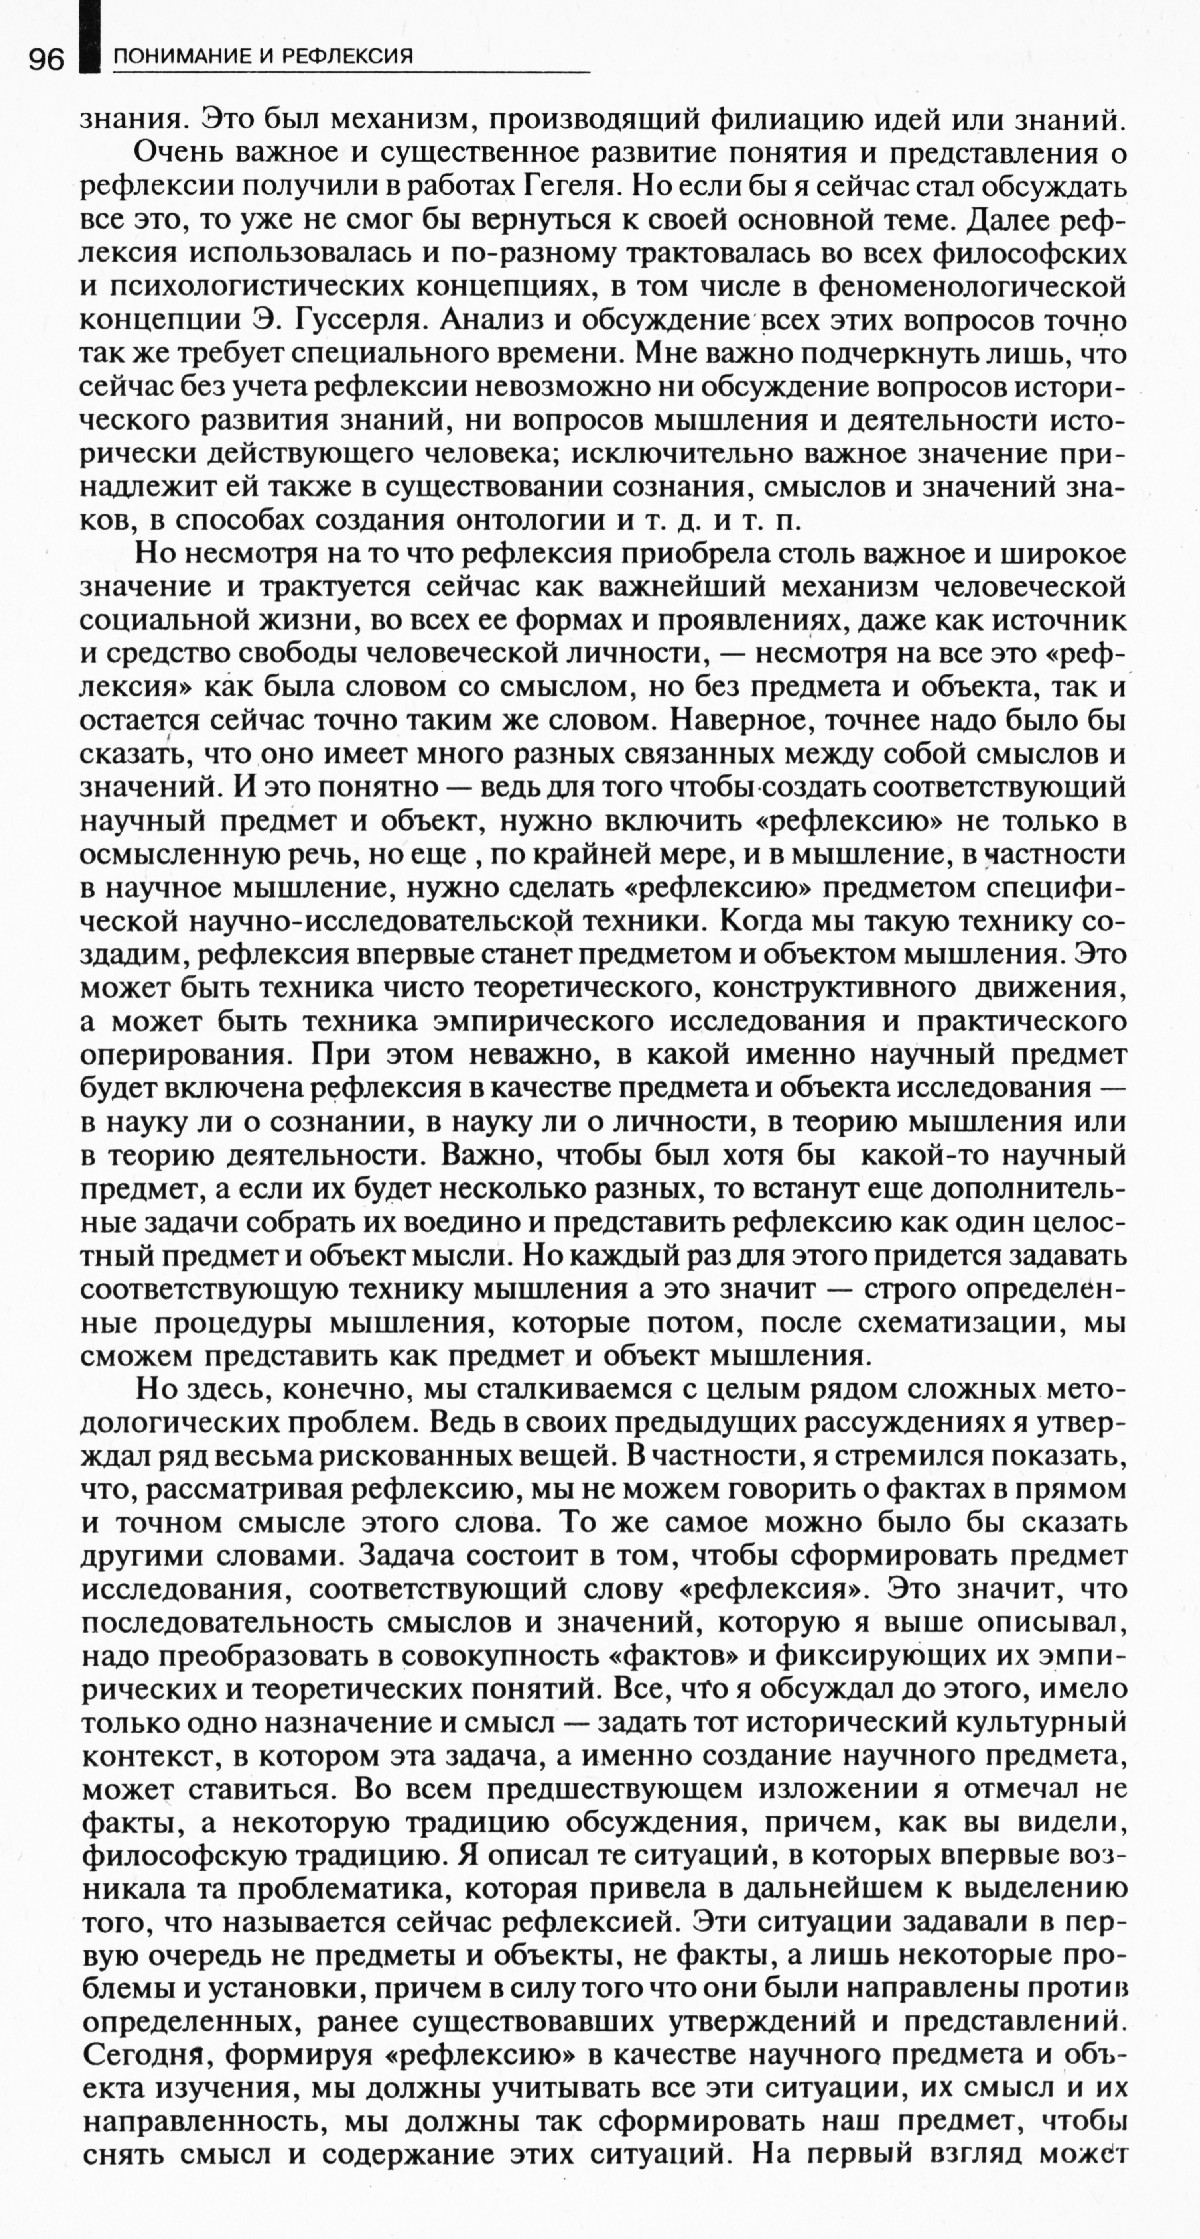 96
ПОНИМАНИЕ И РЕФЛЕКСИЯ
знания. Это был механизм, производящий филиацию идей или знаний.
Очень важное и существенное развитие понятия и представления о
рефлексии получили в работах Гегеля. Но если бы я сейчас стал обсуждать
все это, то уже не смог бы вернуться к своей основной теме. Далее реф-
лексия использовалась и по-разному трактовалась во всех философских
и психологистических концепциях, в том числе в феноменологической
концепции Э. Гуссерля. Анализ и обсуждение всех этих вопросов точно
так же требует специального времени. Мне важно подчеркнуть лишь, что
сейчас без учета рефлексии невозможно ни обсуждение вопросов истори-
ческого развития знаний, ни вопросов мышления и деятельности исто-
рически действующего человека; исключительно важное значение при-
надлежит ей также в существовании сознания, смыслов и значений зна-
ков, в способах создания онтологии и т. д. и т. п.
Но несмотря на то что рефлексия приобрела столь важное и широкое
значение и трактуется сейчас как важнейший механизм человеческой
социальной жизни, во всех ее формах и проявлениях, даже как источник
и средство свободы человеческой личности, — несмотря на все это «реф-
лексия» как была словом со смыслом, но без предмета и объекта, так и
остается сейчас точно таким же словом. Наверное, точнее надо было бы
сказать, что оно имеет много разных связанных между собой смыслов и
значений. И это понятно — ведь для того чтобы создать соответствующий
научный предмет и объект, нужно включить «рефлексию» не только в
осмысленную речь, но еще , по крайней мере, и в мышление, в частности
в научное мышление, нужно сделать «рефлексию» предметом специфи-
ческой научно-исследовательской техники. Когда мы такую технику со-
здадим, рефлексия впервые станет предметом и объектом мышления. Это
может быть техника чисто теоретического, конструктивного движения,
а может быть техника эмпирического исследования и практического
оперирования. При этом неважно, в какой именно научный предмет
будет включена рефлексия в качестве предмета и объекта исследования —
в науку ли о сознании, в науку ли о личности, в теорию мышления или
в теорию деятельности. Важно, чтобы был хотя бы какой-то научный
предмет, а если их будет несколько разных, то встанут еще дополнитель-
ные задачи собрать их воедино и представить рефлексию как один целос-
тный предмет и объект мысли. Но каждый раз для этого придется задавать
соответствующую технику мышления а это значит — строго определен-
ные процедуры мышления, которые потом, после схематизации, мы
сможем представить как предмет и объект мышления.
Но здесь, конечно, мы сталкиваемся с целым рядом сложных мето-
дологических проблем. Ведь в своих предыдущих рассуждениях я утвер-
ждал ряд весьма рискованных вещей. В частности, я стремился показать,
что, рассматривая рефлексию, мы не можем говорить о фактах в прямом
и точном смысле этого слова. То же самое можно было бы сказать
другими словами. Задача состоит в том, чтобы сформировать предмет
исследования, соответствующий слову «рефлексия». Это значит, что
последовательность смыслов и значений, которую я выше описывал,
надо преобразовать в совокупность «фактов» и фиксирующих их эмпи-
рических и теоретических понятий. Все, что я обсуждал до этого, имело
только одно назначение и смысл — задать тот исторический культурный
контекст, в котором эта задача, а именно создание научного предмета,
может ставиться. Во всем предшествующем изложении я отмечал не
факты, а некоторую традицию обсуждения, причем, как вы видели,
философскую традицию. Я описал те ситуаций, в которых впервые воз-
никала та проблематика, которая привела в дальнейшем к выделению
того, что называется сейчас рефлексией. Эти ситуации задавали в пер-
вую очередь не предметы и объекты, не факты, а лишь некоторые про-
блемы и установки, причем в силу того что они были направлены против
определенных, ранее существовавших утверждений и представлений.
Сегодня, формируя «рефлексию» в качестве научного предмета и объ-
екта изучения, мы должны учитывать все эти ситуации, их смысл и их
направленность, мы должны так сформировать наш предмет, чтобы
снять смысл и содержание этих ситуаций. На первый взгляд может